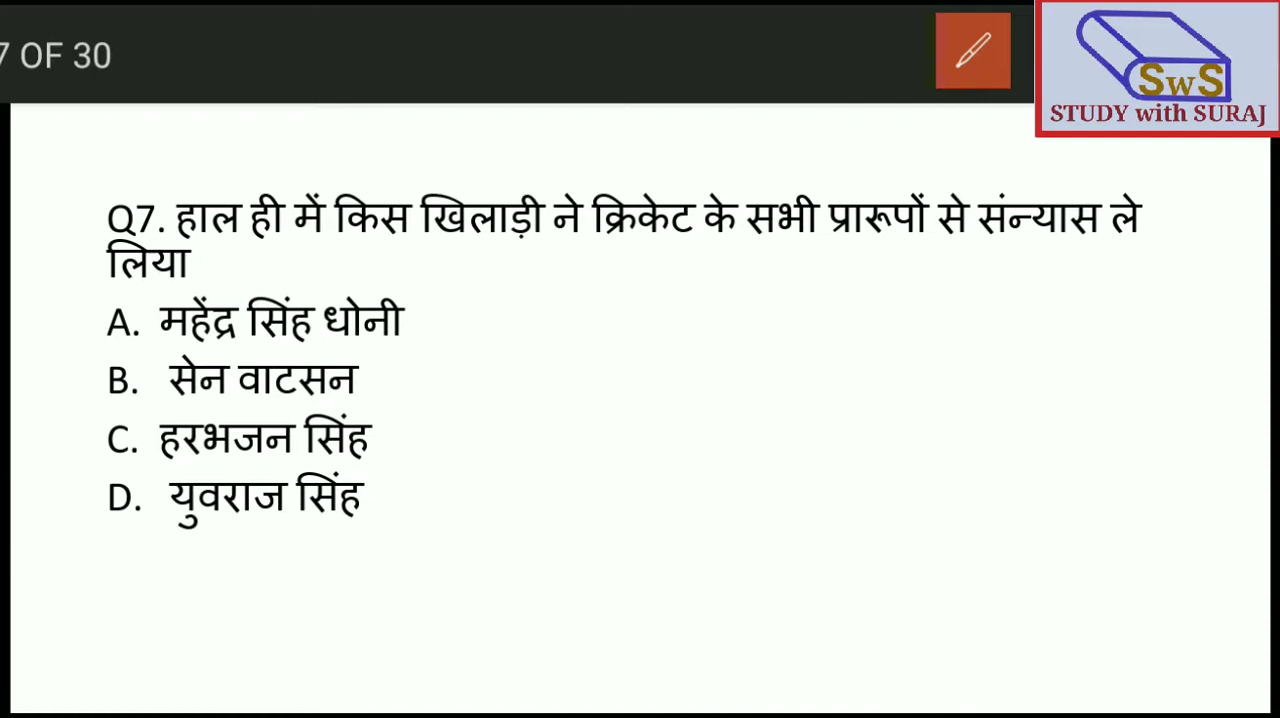 7 OF 30
SwS
STUDY with SURAJ
Q7. हाल ही में किस खिलाड़ी ने क्रिकेट के सभी प्रारूपों से संन्यास ले
लिया
A. महेंद्र सिंह धोनी
B. सेन वाटसन
C. हरभजन सिंह
D. युवराज सिंह